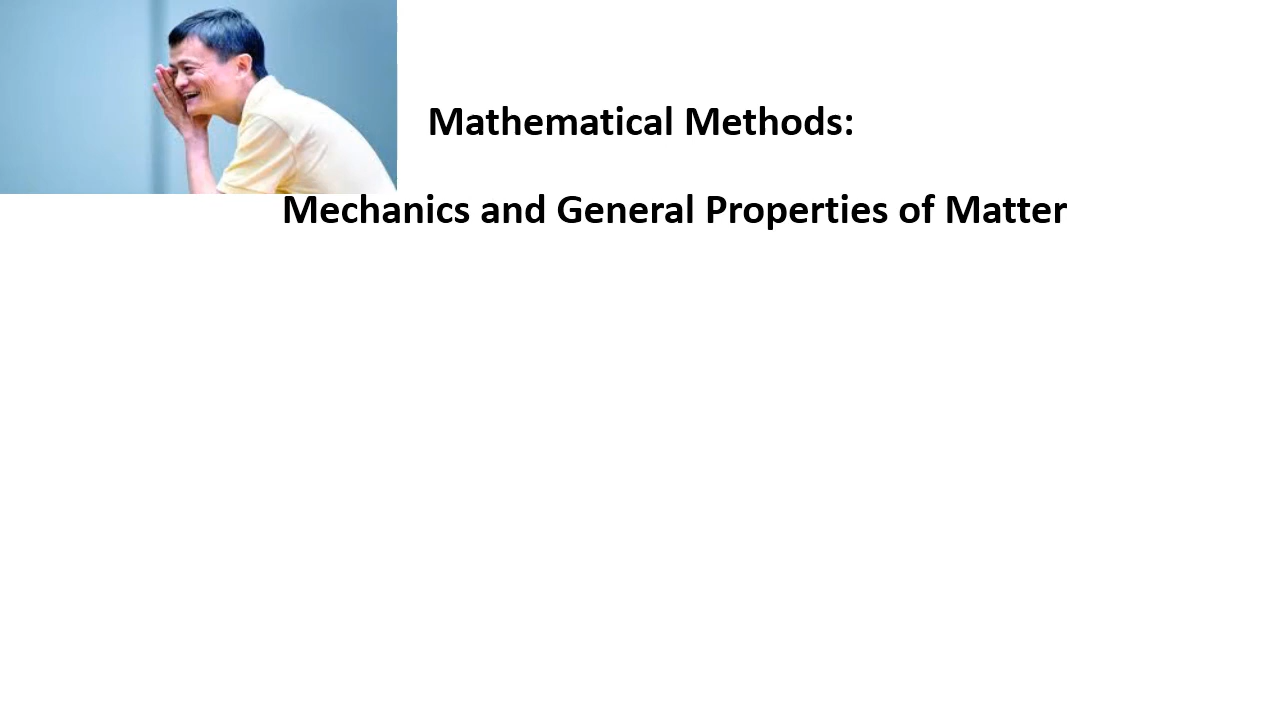 Mathematical Methods:
Mechanics and General Properties of Matter